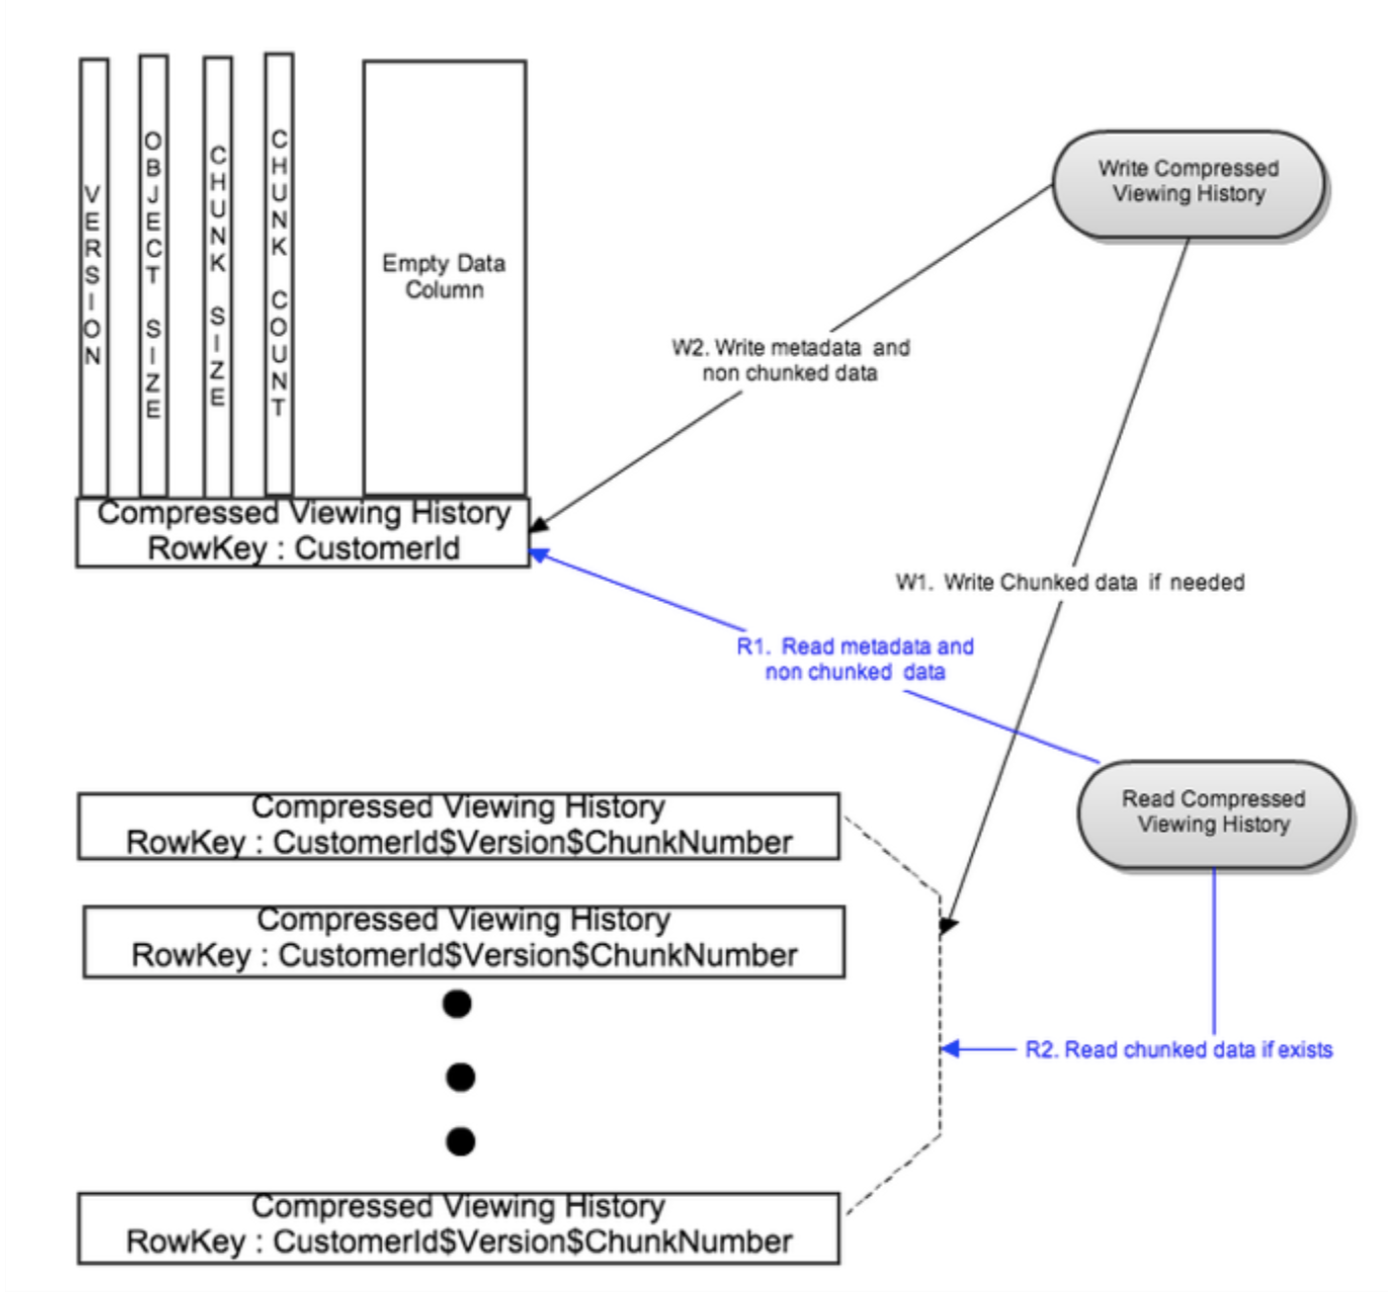 VERSION
OBJECT SIZE
CHUNK SIZE
CHUNK COUNT
Empty Data
Column
Compressed Viewing History
RowKey : CustomerId
Write Compressed
Viewing History
W2. Write metadata and
non chunked data
W1. Write Chunked data if needed
R1. Read metadata and
non chunked data
Read Compressed
Viewing History
R2. Read chunked data if exists
Compressed Viewing History
RowKey : CustomerId$Version$ChunkNumber
Compressed Viewing History
RowKey : CustomerId$Version$ChunkNumber
Compressed Viewing History
RowKey : CustomerId$Version$ChunkNumber